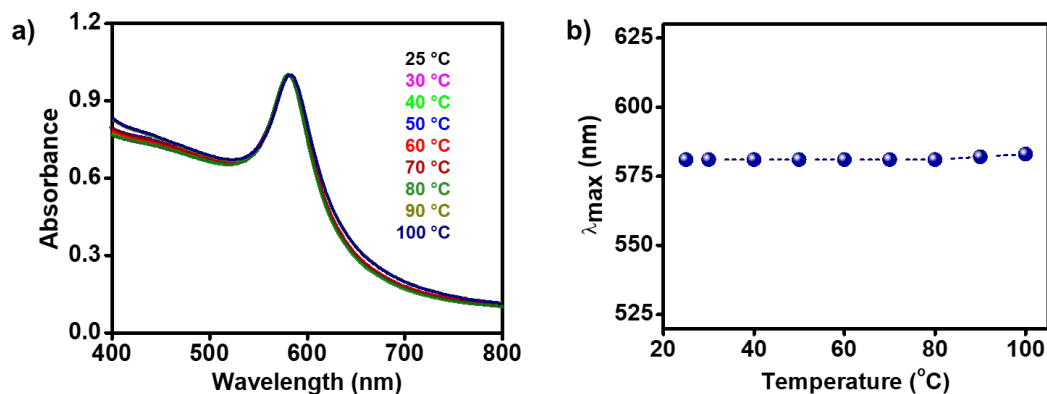 a)
1.2
0.9
0.6
0.3
0.0
Absorbance
25 °C
30 °C
40 °C
50 °C
60 °C
70 °C
80 °C
90 °C
100 °C
400 500 600 700 800
Wavelength (nm)
b)
625
600
575
550
525
λmax (nm)
20 40 60 80 100
Temperature (°C)